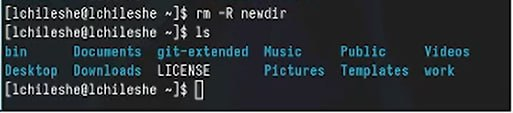 [lchileshe@lchileshe ~]$ rm -R newdir
[lchileshe@lchileshe ~]$ ls
bin Documents git-extended Music Public Videos
Desktop Downloads LICENSE Pictures Templates work
[lchileshe@lchileshe ~]$